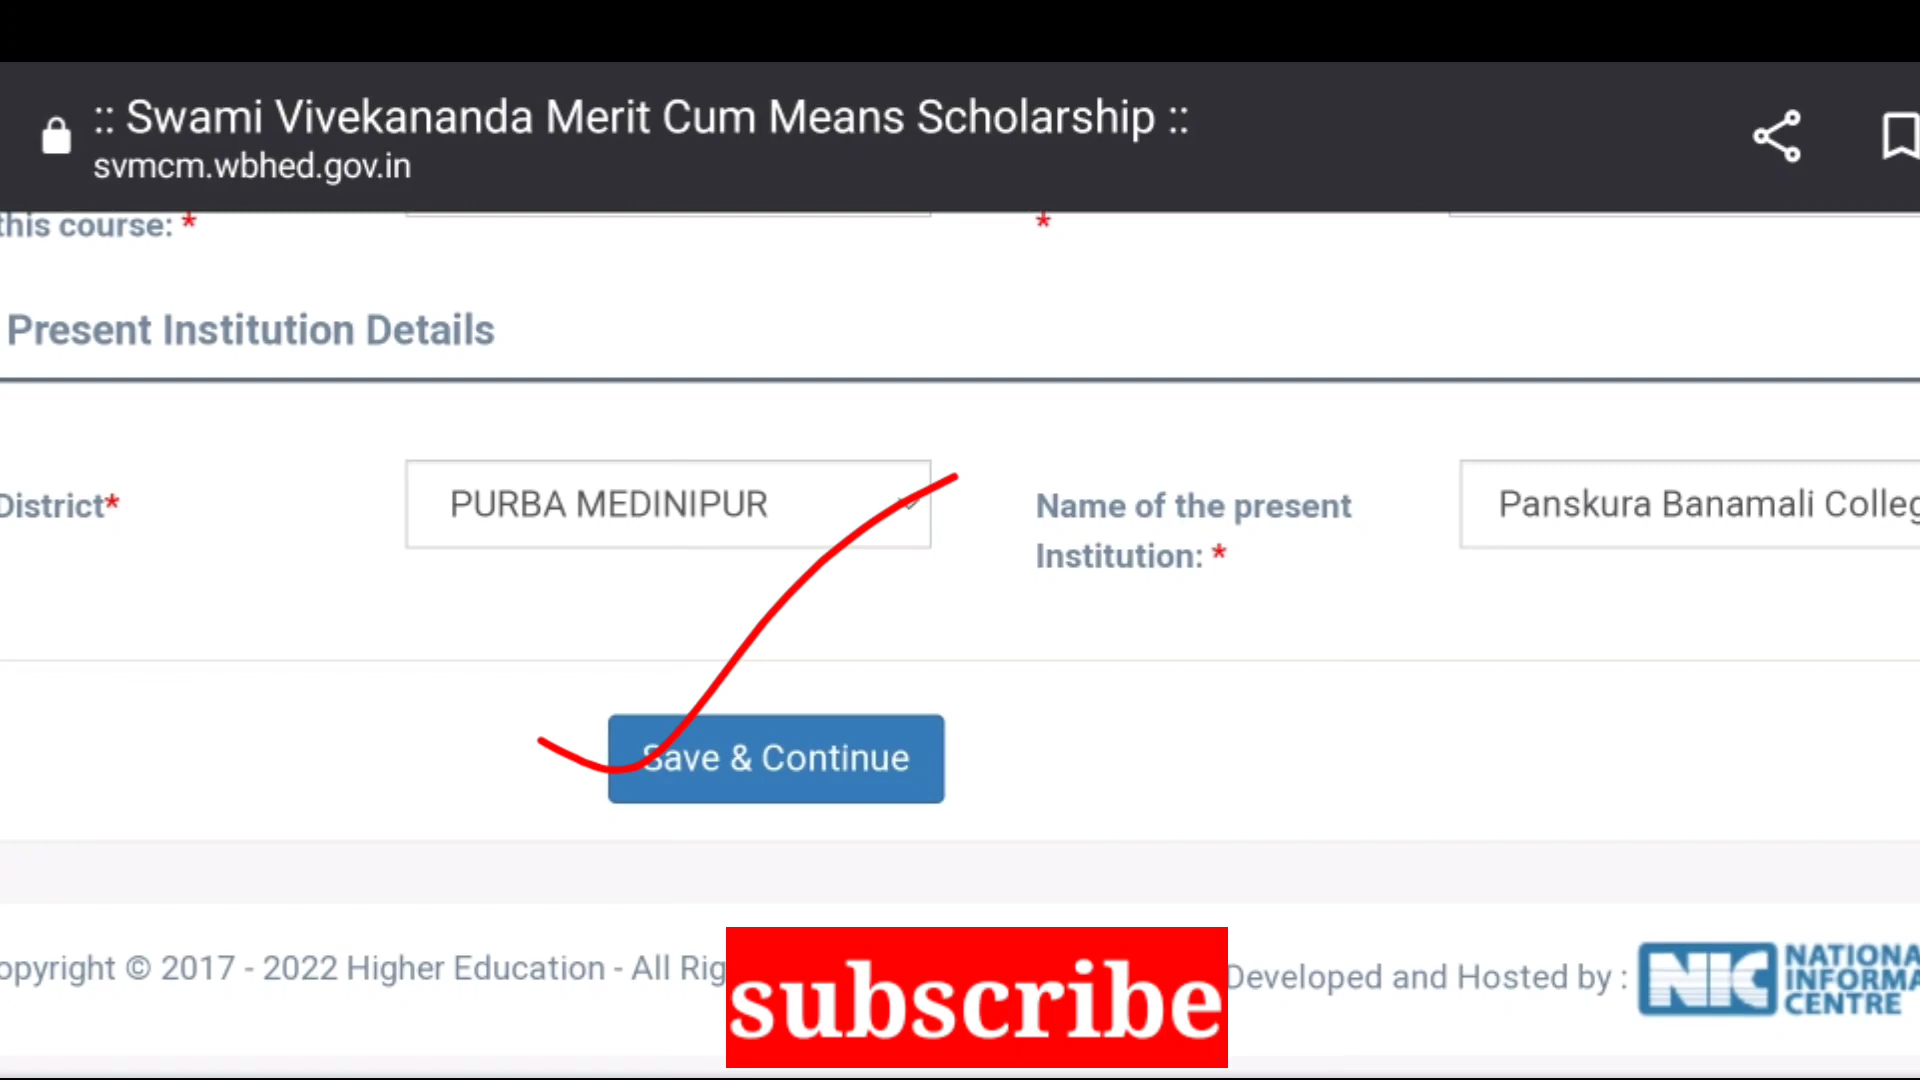 :: Swami Vivekananda Merit Cum Means Scholarship ::
svmcm.wbhed.gov.in
this course: *
*
Present Institution Details
District*
PURBA MEDINIPUR
Name of the present
Institution: *
Panskura Banamali Colleg
Save & Continue
opyright © 2017 - 2022 Higher Education - All Rig
subscribe
Developed and Hosted by :
NIC
NATIONA
INFORMA
CENTRE